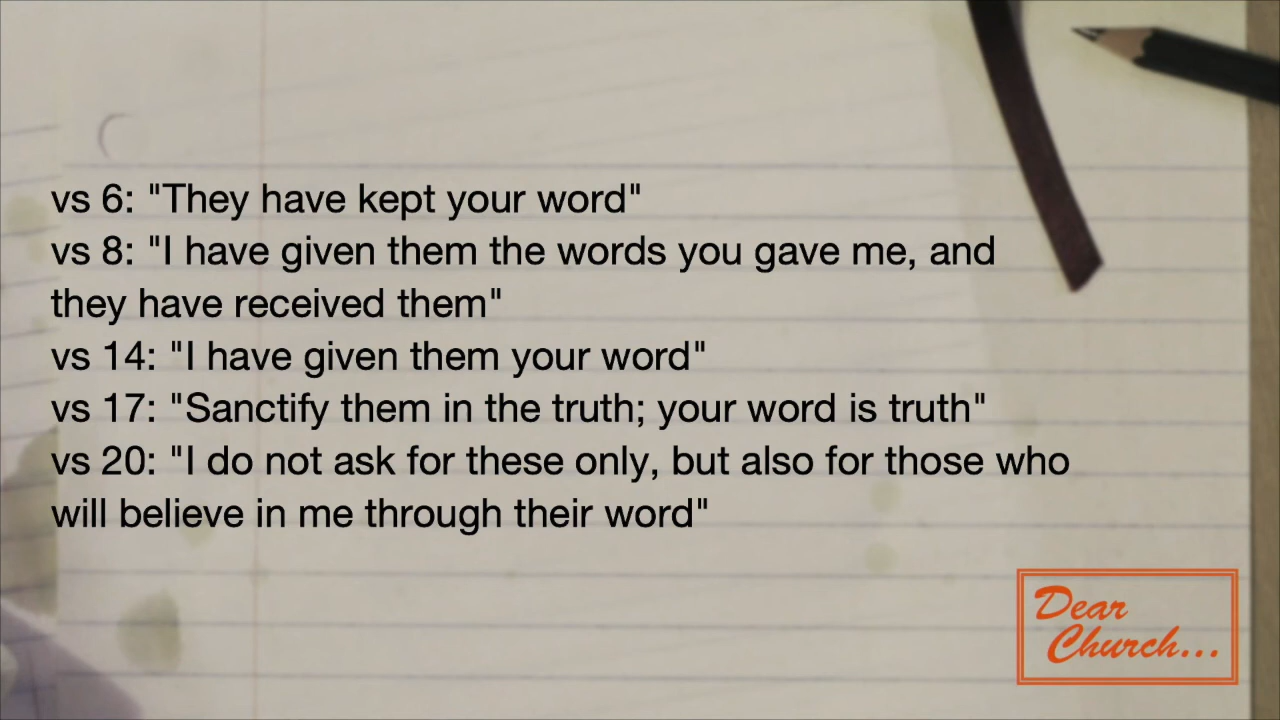 vs 6: "They have kept your word"
vs 8: "I have given them the words you gave me, and
they have received them"
vs 14: "I have given them your word"
vs 17: "Sanctify them in the truth; your word is truth"
vs 20: "I do not ask for these only, but also for those who
will believe in me through their word"
Dear
Church...